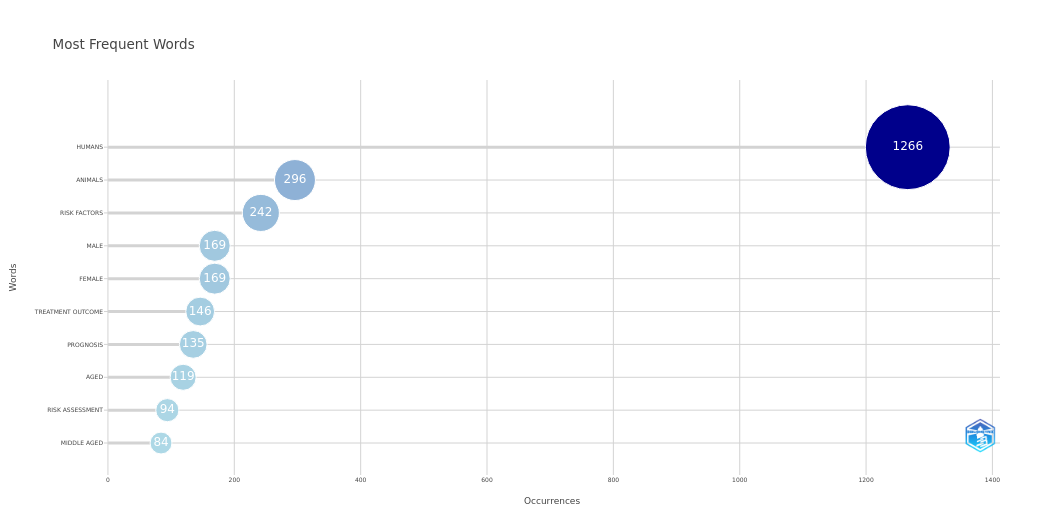 Most Frequent Words
Words
HUMANS 1266
ANIMALS 296
RISK FACTORS 242
MALE 169
FEMALE 169
TREATMENT OUTCOME 146
PROGNOSIS 135
AGED 119
RISK ASSESSMENT 94
MIDDLE AGED 84
0 200 400 600 800 1000 1200 1400
Occurrences